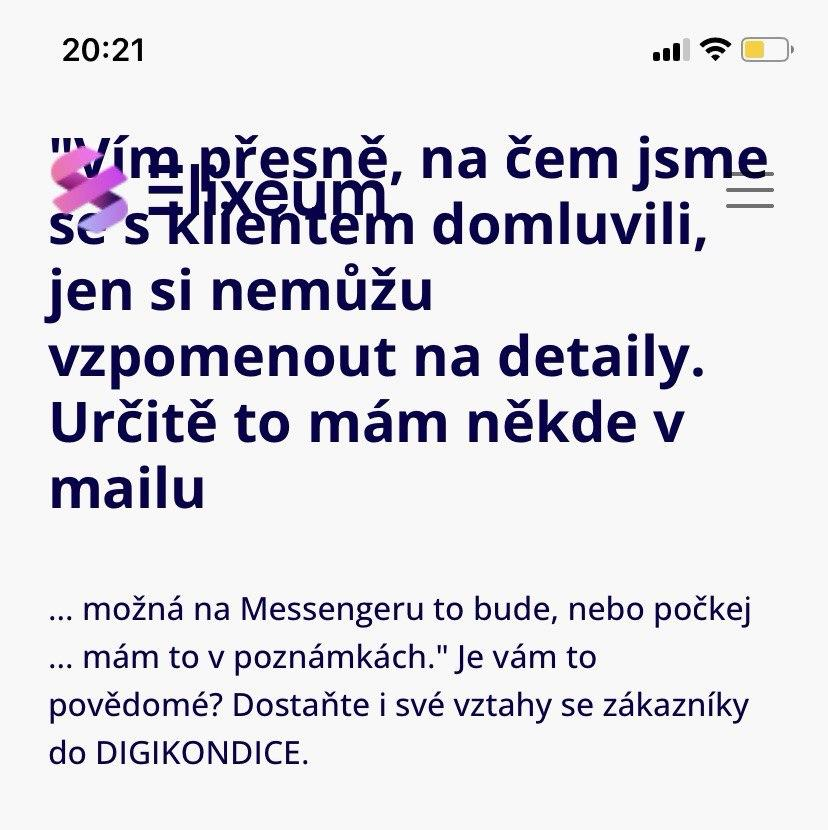 20:21
"Vím přesně, na čem jsme
Elixeum
se s klientem domluvili,
jen si nemůžu
vzpomenout na detaily.
Určitě to mám někde v
mailu
... možná na Messengeru to bude, nebo počkej
... mám to v poznámkách." Je vám to
povědomé? Dostaňte i své vztahy se zákazníky
do DIGIKONDICE.